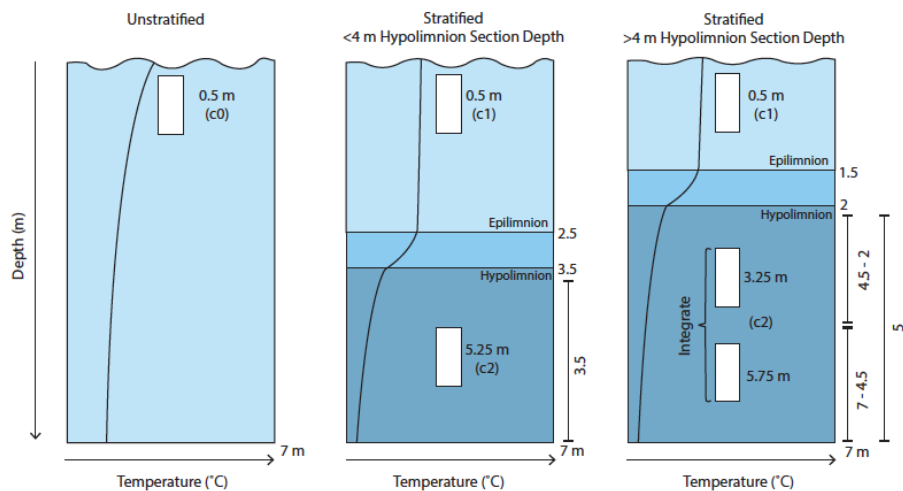 Unstratified
Stratified
<4 m Hypolimnion Section Depth
Stratified
>4 m Hypolimnion Section Depth
Depth (m)
0.5 m
(c0)
7 m
Temperature (˚C)
0.5 m
(c1)
Epilimnion
2.5
3.5
Hypolimnion
5.25 m
(c2)
3.5
7 m
Temperature (˚C)
0.5 m
(c1)
Epilimnion
1.5
2
Hypolimnion
Integrate
3.25 m
(c2)
5.75 m
4.5 - 2
7 - 4.5
5
7 m
Temperature (˚C)